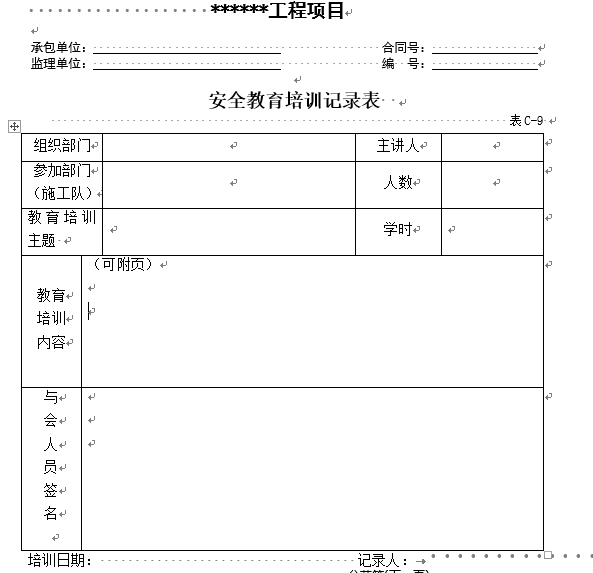 ******工程项目
承包单位： 合同号：
监理单位： 编 号：
安全教育培训记录表
表C-9
组织部门 主讲人
参加部门
（施工队） 人数
教育培训
主题 学时
（可附页）
教育
培训
内容
与
会
人
员
签
名
培训日期： 记录人：